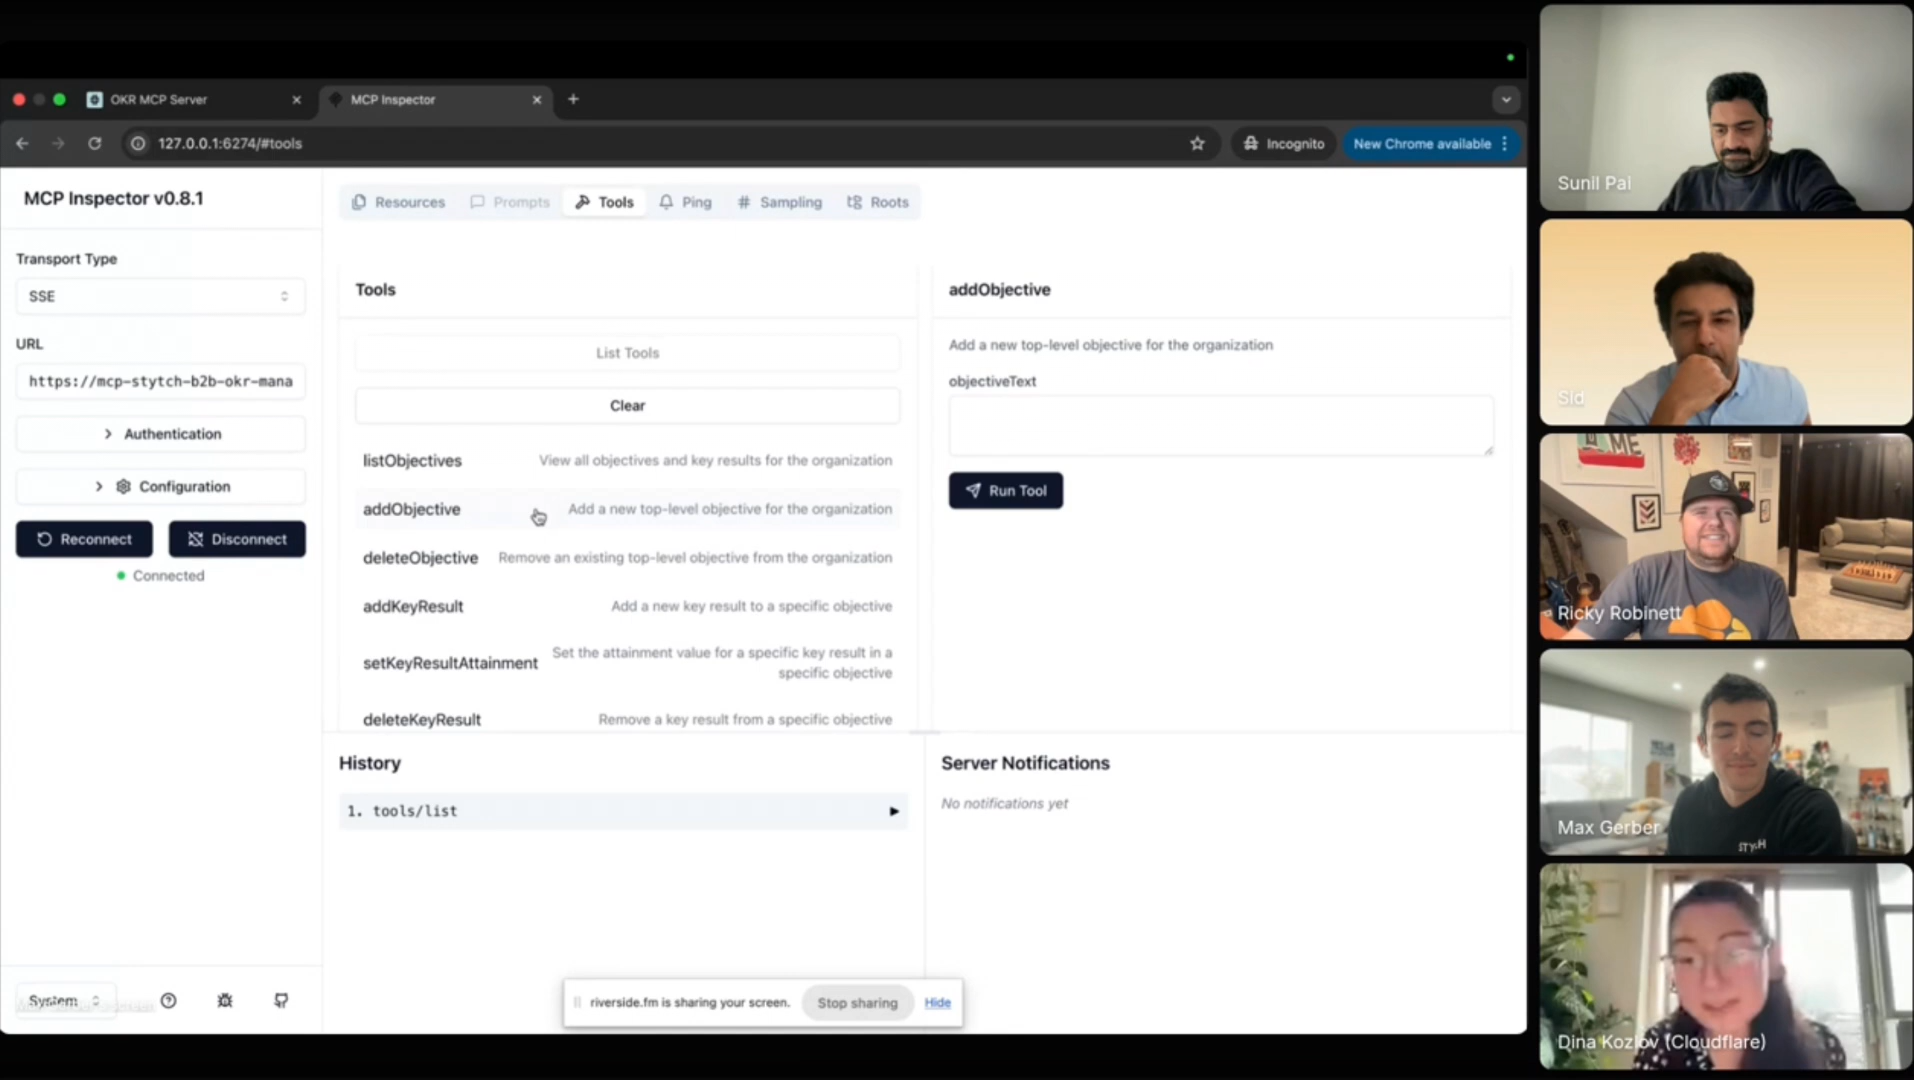 OKR MCP Server
MCP Inspector
127.0.0.1:6274/#tools
Incognito
New Chrome available
MCP Inspector v0.8.1
Transport Type
SSE
URL
https://mcp-stytch-b2b-okr-mana
Authentication
Configuration
Reconnect
Disconnect
Connected
System
Resources
Prompts
Tools
Ping
Sampling
Roots
Tools
List Tools
Clear
listObjectives View all objectives and key results for the organization
addObjective Add a new top-level objective for the organization
deleteObjective Remove an existing top-level objective from the organization
addKeyResult Add a new key result to a specific objective
setKeyResultAttainment Set the attainment value for a specific key result in a
specific objective
deleteKeyResult Remove a key result from a specific objective
addObjective
Add a new top-level objective for the organization
objectiveText
Run Tool
History
1. tools/list
Server Notifications
No notifications yet
riverside.fm is sharing your screen.
Stop sharing
Hide
Sunil Pai
Sid
Ricky Robinett
Max Gerber
Dina Kozlov (Cloudflare)